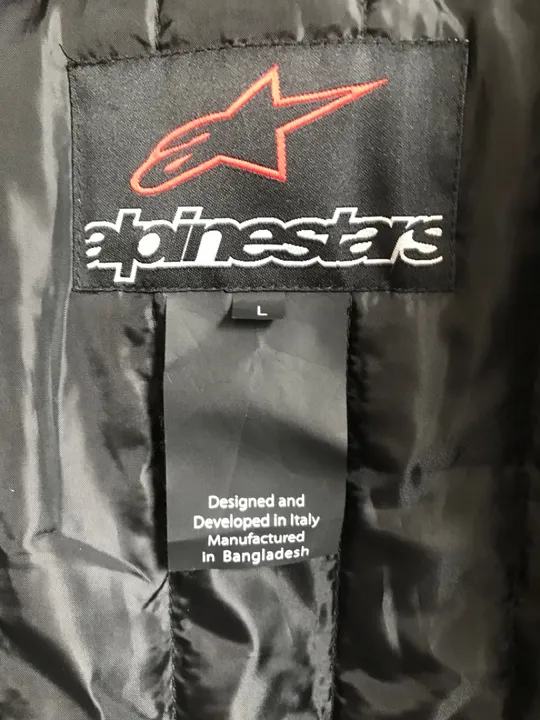 alpinestars
L
Designed and
Developed in Italy
Manufactured
in Bangladesh